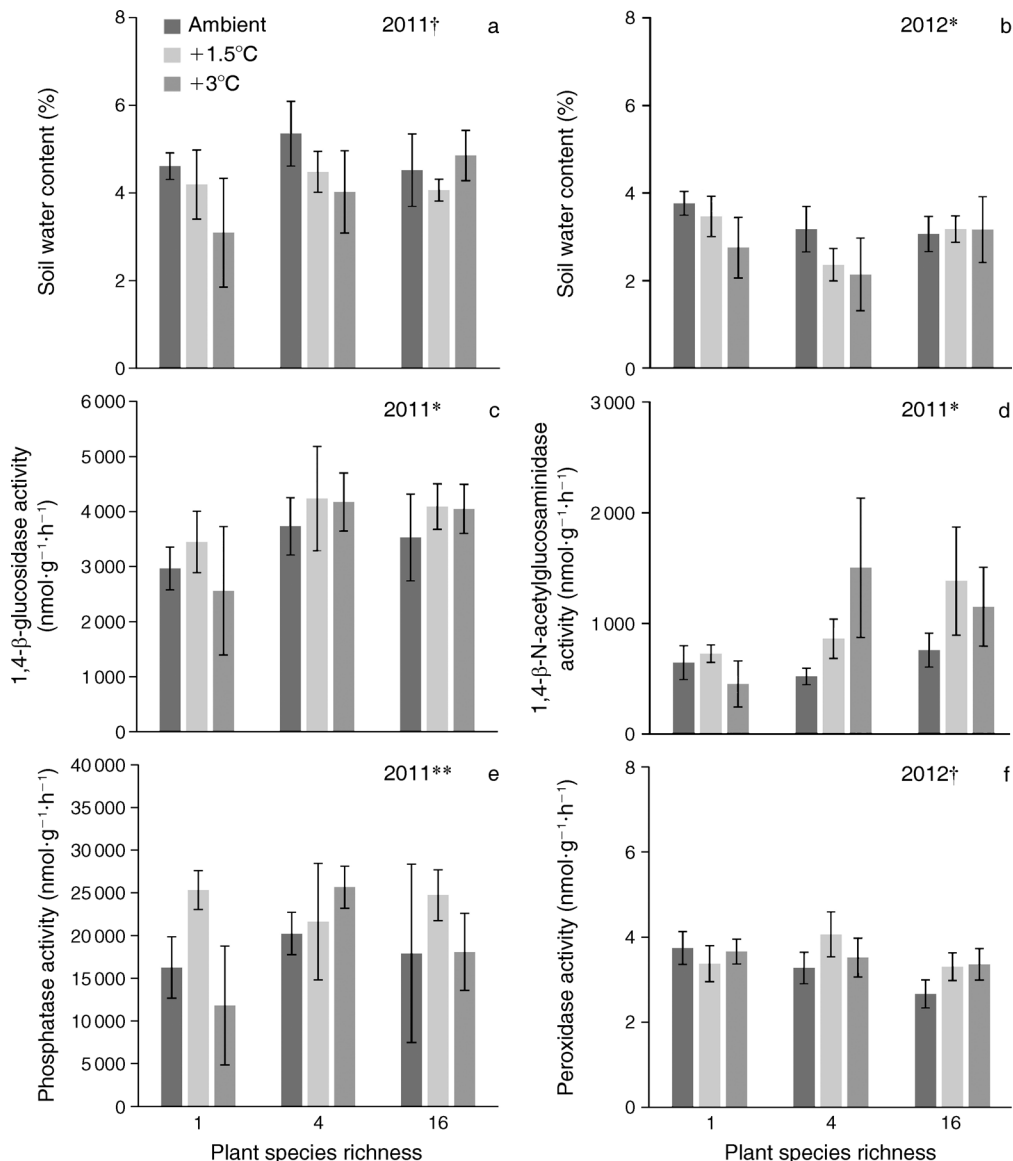 Ambient
+1.5°C
+3°C
2011† a
Soil water content (%)
8
6
4
2
0
2012* b
Soil water content (%)
8
6
4
2
0
2011* c
1,4-β-glucosidase activity
(nmol·g⁻¹·h⁻¹)
6 000
5 000
4 000
3 000
2 000
1 000
0
2011* d
1,4-β-N-acetylglucosaminidase
activity (nmol·g⁻¹·h⁻¹)
3 000
2 000
1 000
0
2011** e
Phosphatase activity (nmol·g⁻¹·h⁻¹)
40 000
35 000
30 000
25 000
20 000
15 000
10 000
5 000
0
1 4 16
Plant species richness
2012† f
Peroxidase activity (nmol·g⁻¹·h⁻¹)
8
6
4
2
0
1 4 16
Plant species richness